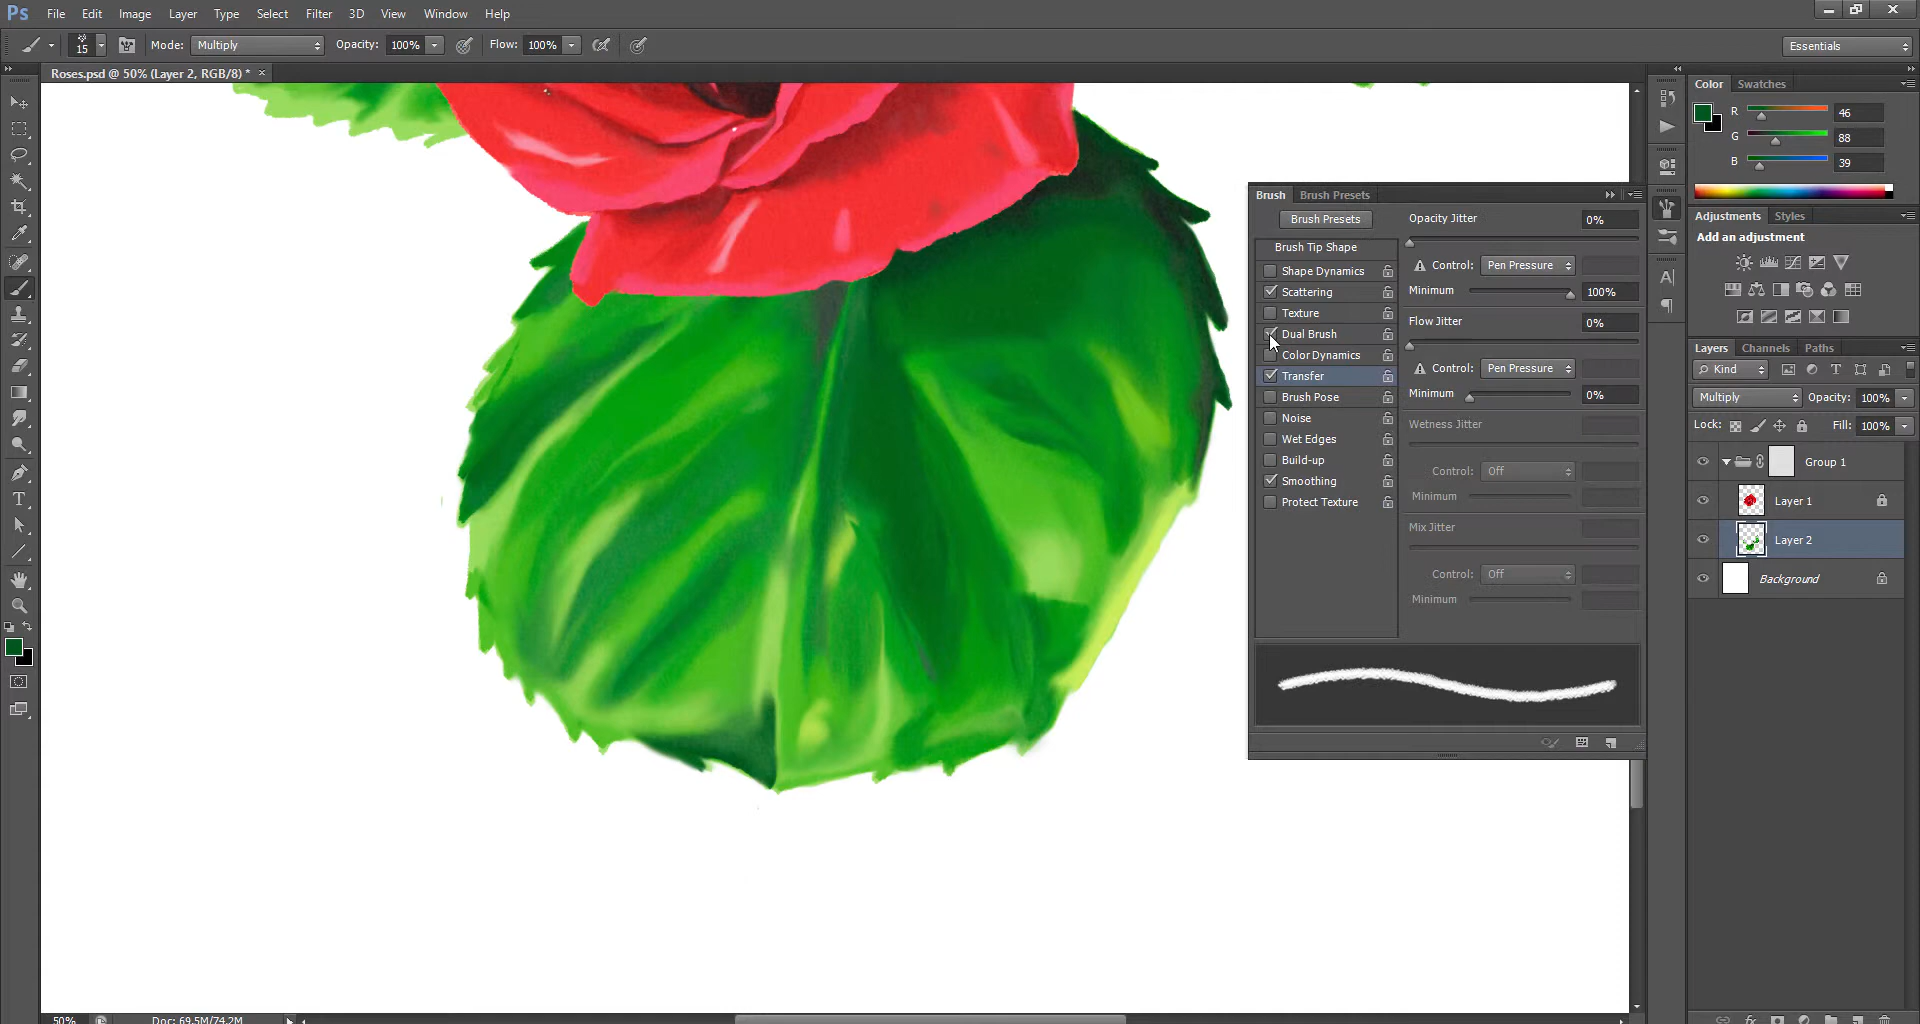 Ps File Edit Image Layer Type Select Filter 3D View Window Help
15 Mode: Multiply Opacity: 100% Flow: 100% Essentials
Roses.psd @ 50% (Layer 2, RGB/8) * ×
Color Swatches
R 46
G 88
B 39
Brush Brush Presets
Brush Presets
Brush Tip Shape
Shape Dynamics
Scattering
Texture
Dual Brush
Color Dynamics
Transfer
Brush Pose
Noise
Wet Edges
Build-up
Smoothing
Protect Texture
Opacity Jitter 0%
Control: Pen Pressure
Minimum 100%
Flow Jitter 0%
Control: Pen Pressure
Minimum 0%
Wetness Jitter
Control: Off
Minimum
Mix Jitter
Control: Off
Minimum
Adjustments Styles
Add an adjustment
Layers Channels Paths
Kind
Multiply Opacity: 100%
Lock: Fill: 100%
Group 1
Layer 1
Layer 2
Background
50% Doc: 69.5M/74.2M